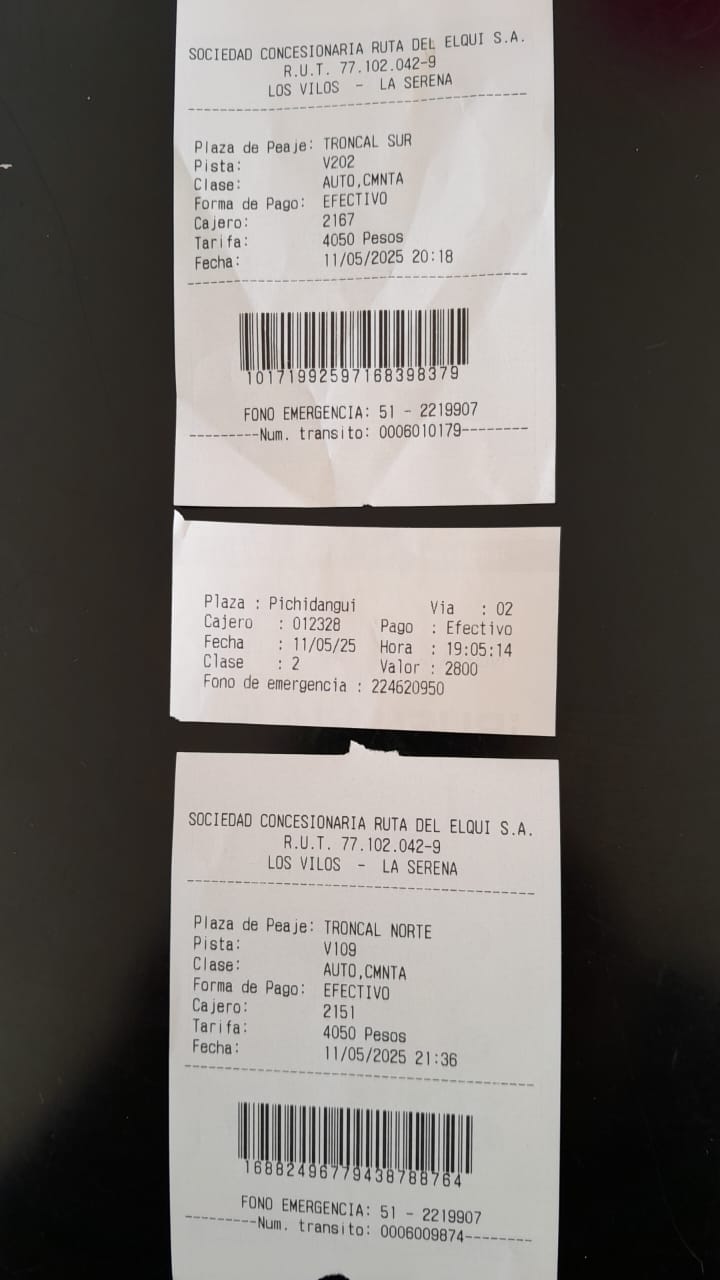 SOCIEDAD CONCESIONARIA RUTA DEL ELQUI S.A.
R.U.T. 77.102.042-9
LOS VILOS - LA SERENA
Plaza de Peaje: TRONCAL SUR
Pista: V202
Clase: AUTO,CMNTA
Forma de Pago: EFECTIVO
Cajero: 2167
Tarifa: 4050 Pesos
Fecha: 11/05/2025 20:18
10171992597168398379
FONO EMERGENCIA: 51 - 2219907
---------Num. transito: 0006010179--------
Plaza : Pichidangui Via : 02
Cajero : 012328 Pago : Efectivo
Fecha : 11/05/25 Hora : 19:05:14
Clase : 2 Valor : 2800
Fono de emergencia : 224620950
SOCIEDAD CONCESIONARIA RUTA DEL ELQUI S.A.
R.U.T. 77.102.042-9
LOS VILOS - LA SERENA
Plaza de Peaje: TRONCAL NORTE
Pista: V109
Clase: AUTO,CMNTA
Forma de Pago: EFECTIVO
Cajero: 2151
Tarifa: 4050 Pesos
Fecha: 11/05/2025 21:36
16882496779438788764
FONO EMERGENCIA: 51 - 2219907
---------Num. transito: 0006009874--------